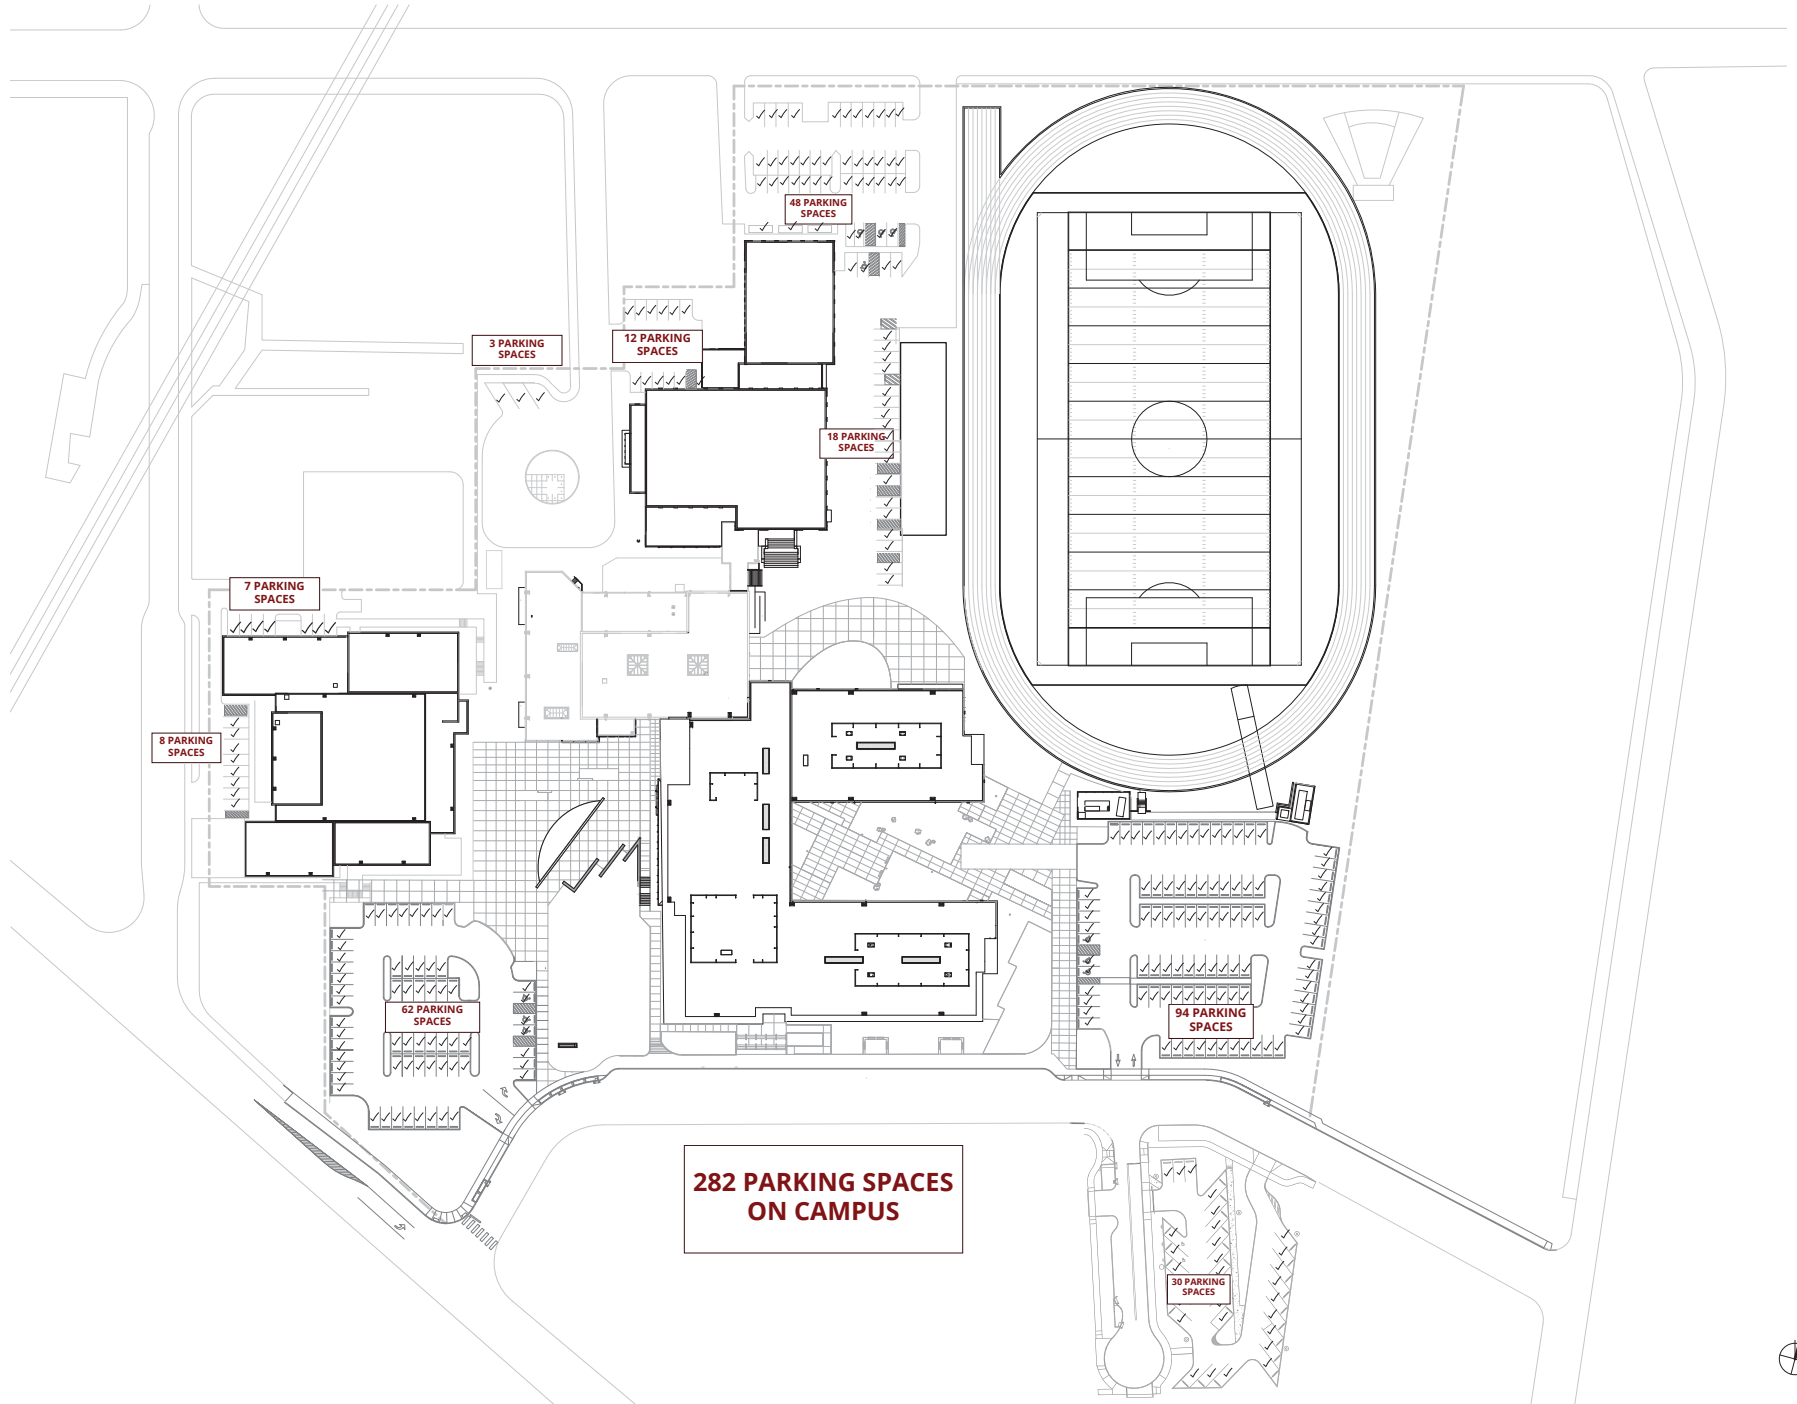 48 PARKING
SPACES
3 PARKING
SPACES
12 PARKING
SPACES
18 PARKING
SPACES
7 PARKING
SPACES
8 PARKING
SPACES
62 PARKING
SPACES
94 PARKING
SPACES
282 PARKING SPACES
ON CAMPUS
30 PARKING
SPACES